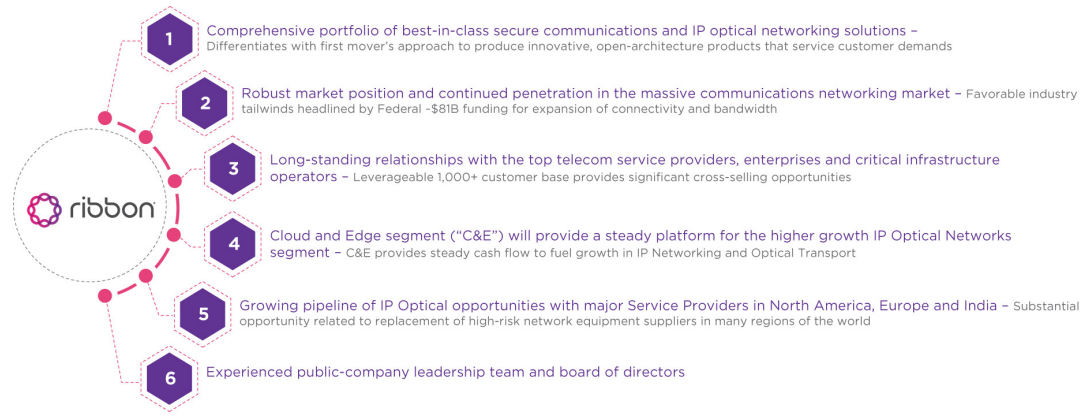 1
Comprehensive portfolio of best-in-class secure communications and IP optical networking solutions –
Differentiates with first mover's approach to produce innovative, open-architecture products that service customer demands
2
Robust market position and continued penetration in the massive communications networking market – Favorable industry
tailwinds headlined by Federal ~$81B funding for expansion of connectivity and bandwidth
3
Long-standing relationships with the top telecom service providers, enterprises and critical infrastructure
operators – Leverageable 1,000+ customer base provides significant cross-selling opportunities
ribbon
4
Cloud and Edge segment (“C&E”) will provide a steady platform for the higher growth IP Optical Networks
segment – C&E provides steady cash flow to fuel growth in IP Networking and Optical Transport
5
Growing pipeline of IP Optical opportunities with major Service Providers in North America, Europe and India – Substantial
opportunity related to replacement of high-risk network equipment suppliers in many regions of the world
6
Experienced public-company leadership team and board of directors